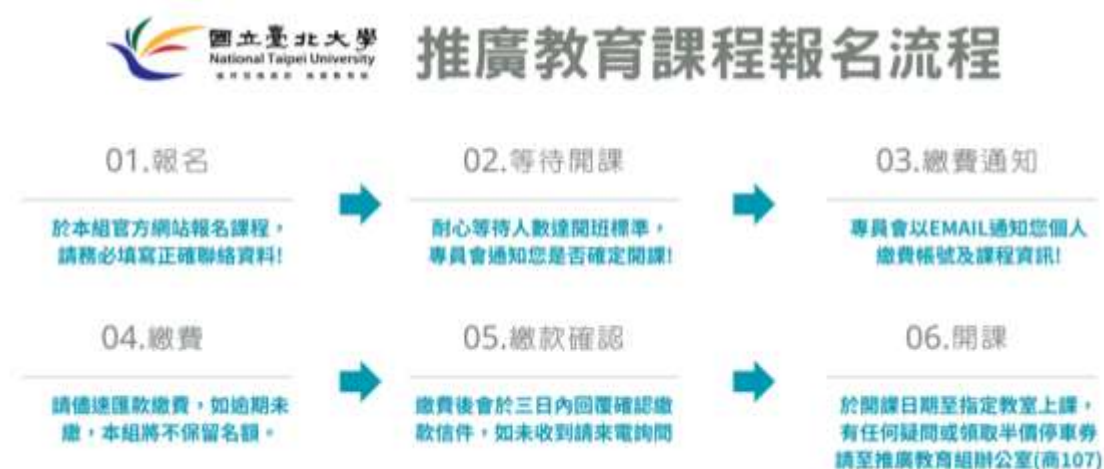 國立臺北大學
National Taipei University
推廣教育課程報名流程
01.報名
於本組官方網站報名課程，
請務必填寫正確聯絡資料!
02.等待開課
耐心等待人數達開班標準，
專員會通知您是否確定開課!
03.繳費通知
專員會以EMAIL通知您個人
繳費帳號及課程資訊!
04.繳費
請儘速匯款繳費，如逾期未
繳，本組將不保留名額。
05.繳款確認
繳費後會於三日內回覆確認繳
款信件，如未收到請來電詢問
06.開課
於開課日期至指定教室上課，
有任何疑問或領取半價停車券
請至推廣教育組辦公室(商107)